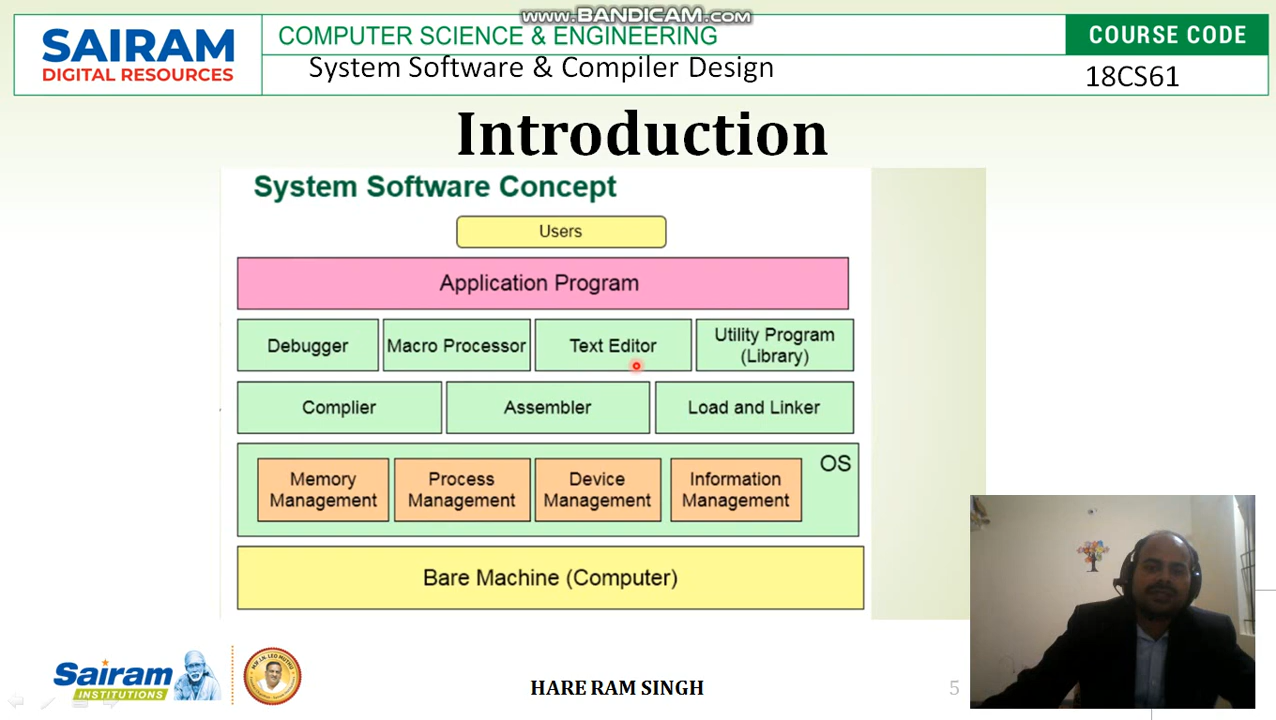 www.BANDICAM.com
SAIRAM
DIGITAL RESOURCES
COMPUTER SCIENCE & ENGINEERING
COURSE CODE
System Software & Compiler Design
18CS61
Introduction
System Software Concept
Users
Application Program
Debugger
Macro Processor
Text Editor
Utility Program
(Library)
Complier
Assembler
Load and Linker
OS
Memory
Management
Process
Management
Device
Management
Information
Management
Bare Machine (Computer)
Sairam
INSTITUTIONS
HARE RAM SINGH
5